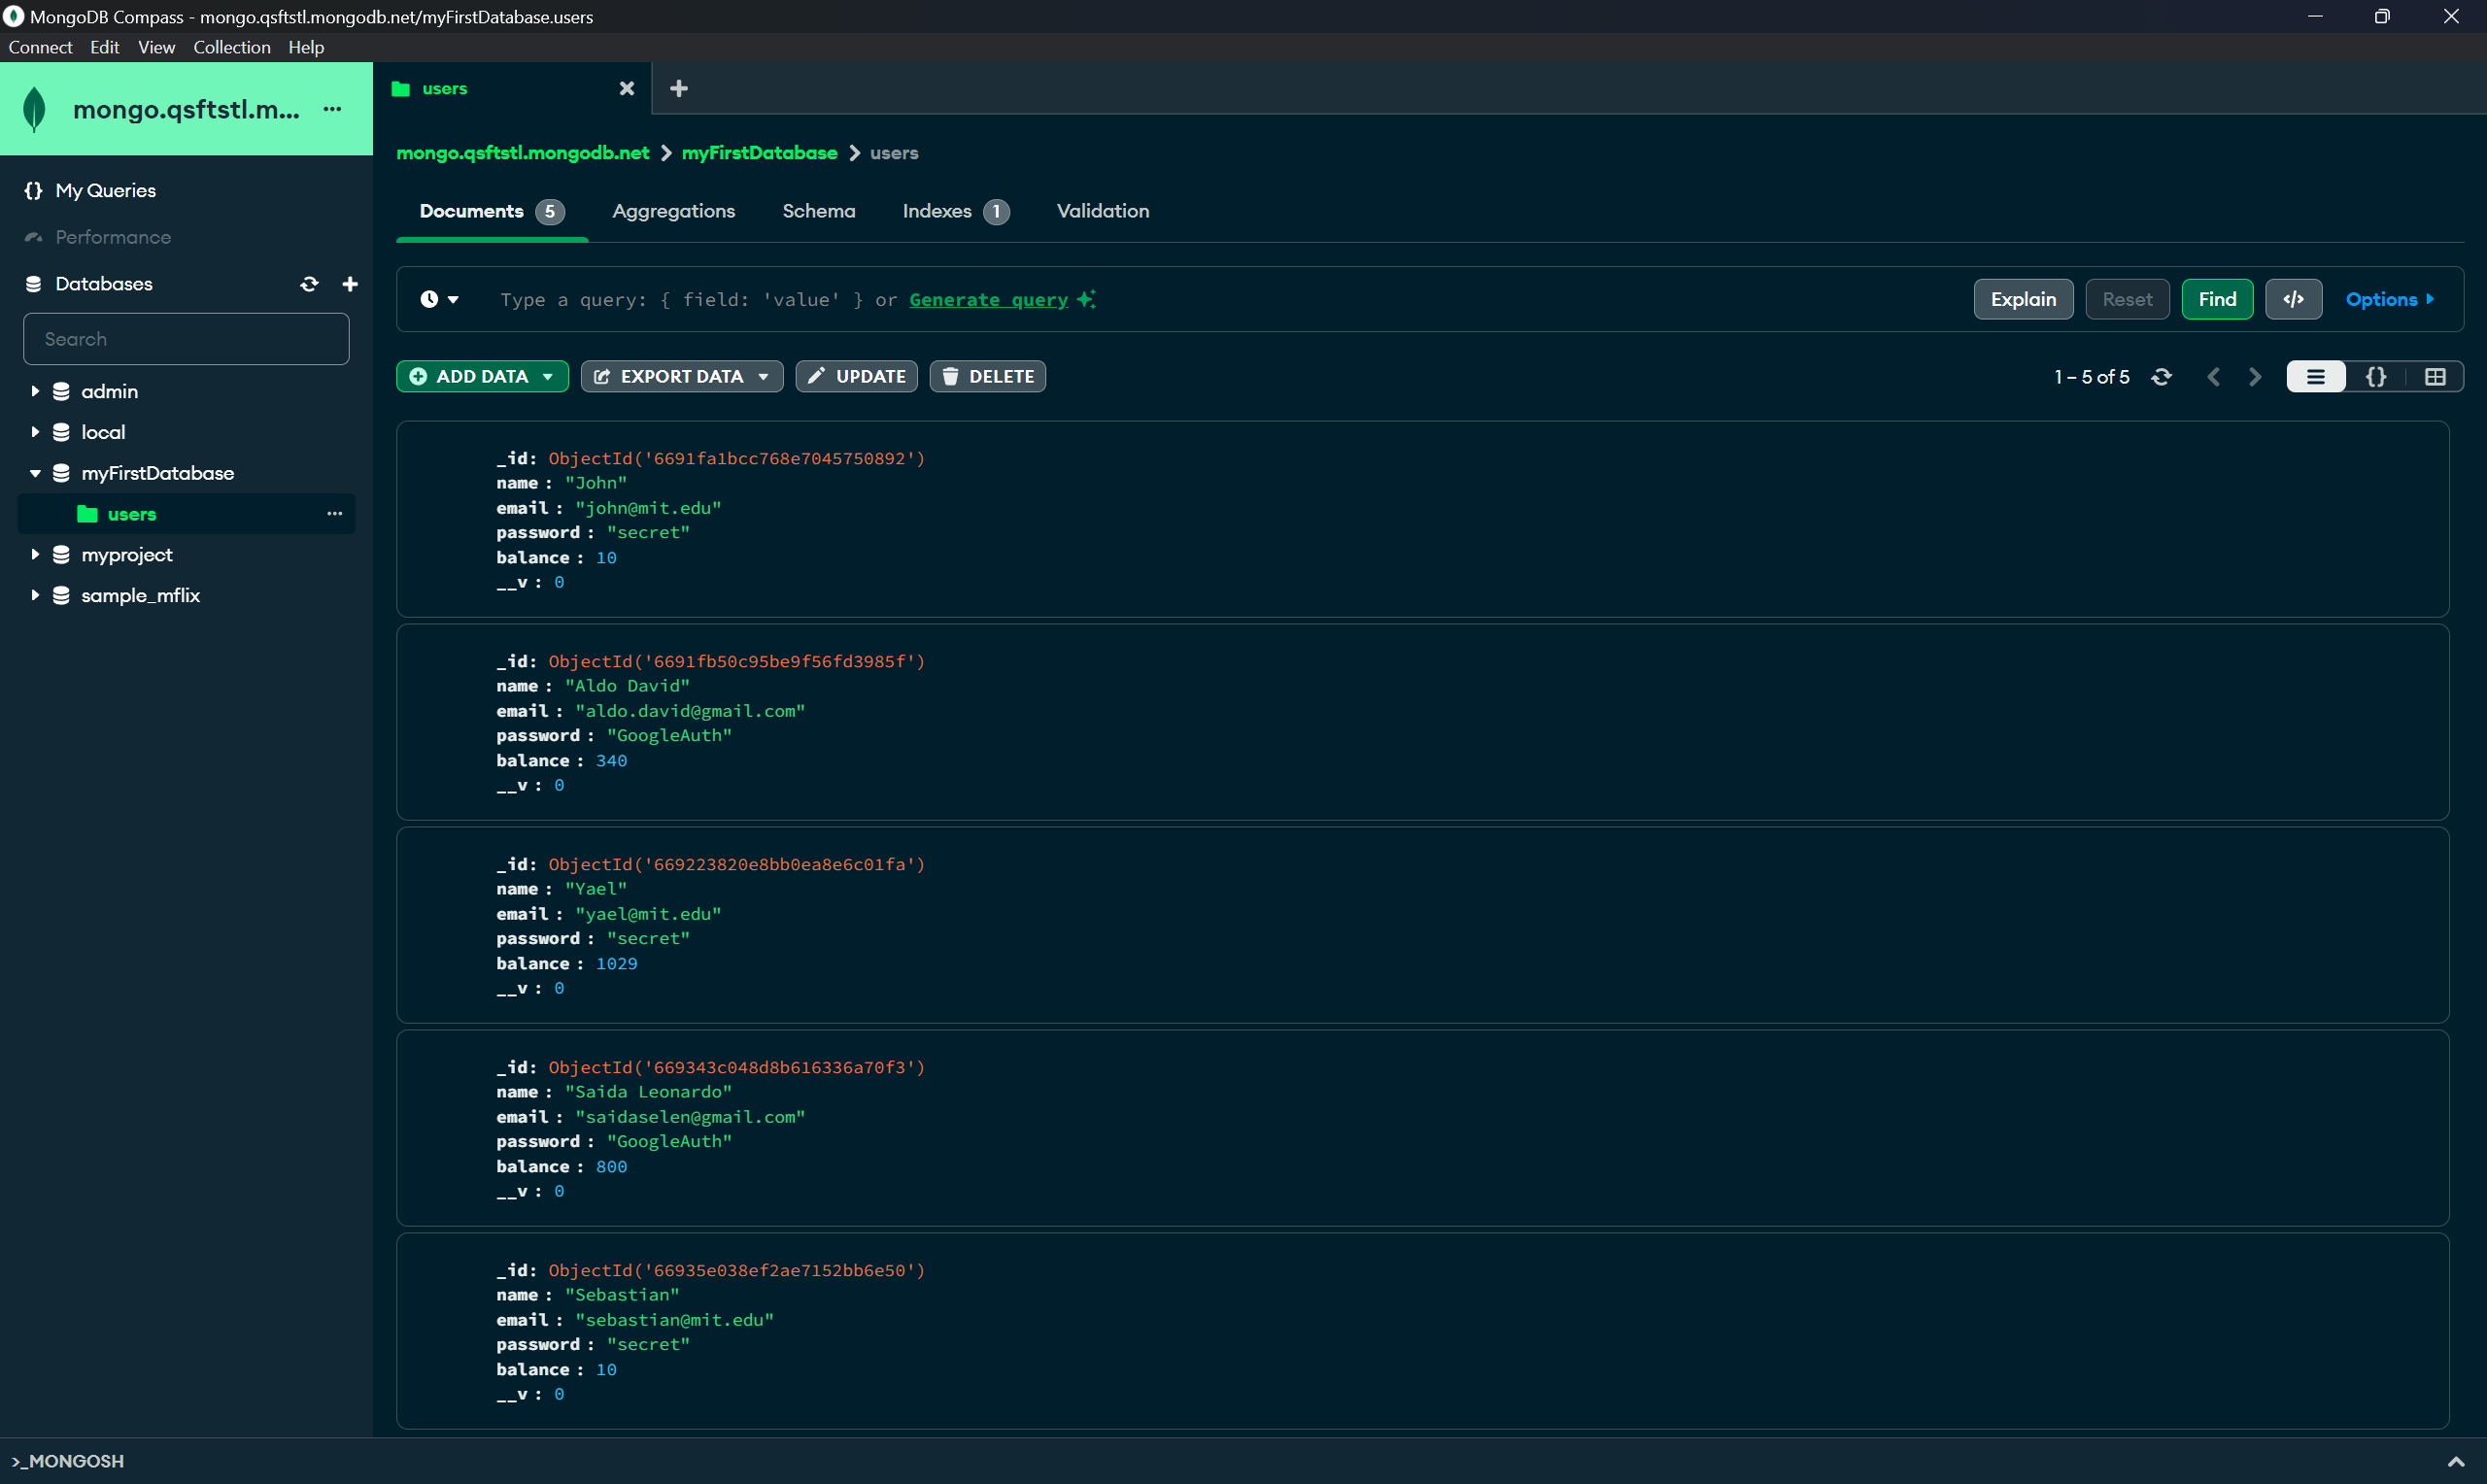 MongoDB Compass - mongo.qsftstl.mongodb.net/myFirstDatabase.users
Connect Edit View Collection Help
mongo.qsftstl.m... ...
My Queries
Performance
Databases
Search
admin
local
myFirstDatabase
users ...
myproject
sample_mflix
users
mongo.qsftstl.mongodb.net > myFirstDatabase > users
Documents 5 Aggregations Schema Indexes 1 Validation
Type a query: { field: 'value' } or Generate query
Explain Reset Find </> Options
ADD DATA EXPORT DATA UPDATE DELETE
1 – 5 of 5 {}
_id: ObjectId('6691fa1bcc768e7045750892')
name : "John"
email : "john@mit.edu"
password : "secret"
balance : 10
__v : 0
_id: ObjectId('6691fb50c95be9f56fd3985f')
name : "Aldo David"
email : "aldo.david@gmail.com"
password : "GoogleAuth"
balance : 340
__v : 0
_id: ObjectId('669223820e8bb0ea8e6c01fa')
name : "Yael"
email : "yael@mit.edu"
password : "secret"
balance : 1029
__v : 0
_id: ObjectId('669343c048d8b616336a70f3')
name : "Saida Leonardo"
email : "saidaselen@gmail.com"
password : "GoogleAuth"
balance : 800
__v : 0
_id: ObjectId('66935e038ef2ae7152bb6e50')
name : "Sebastian"
email : "sebastian@mit.edu"
password : "secret"
balance : 10
__v : 0
>_MONGOSH